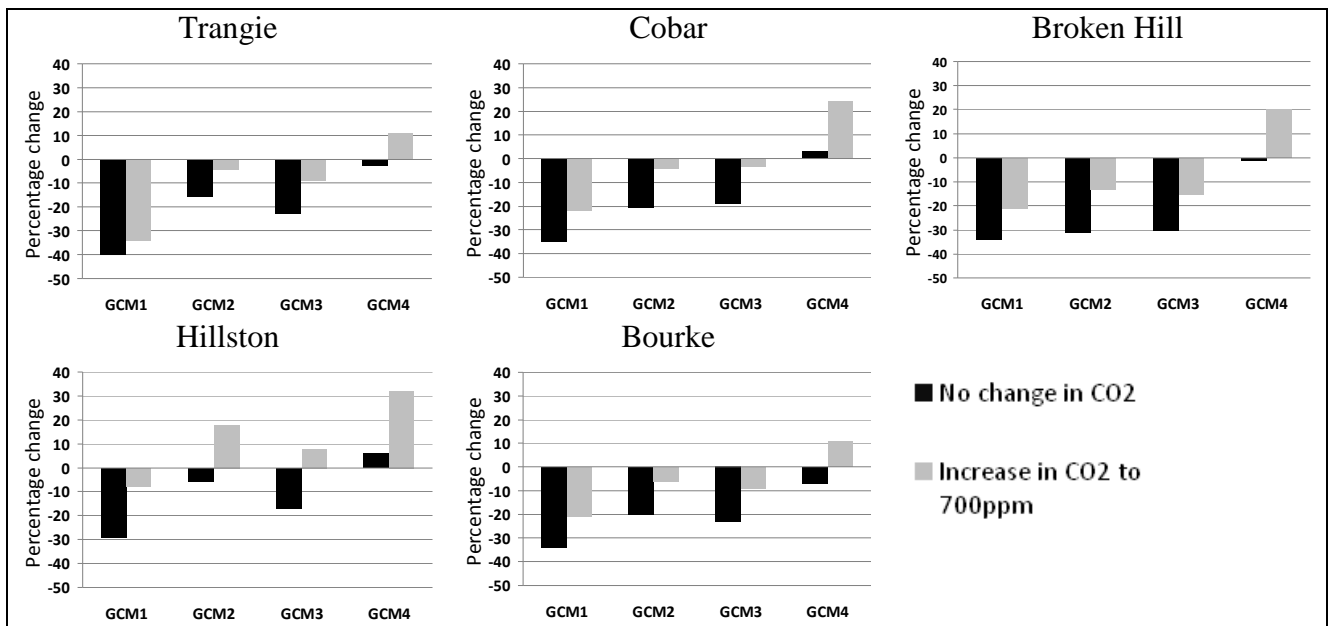 Trangie
Percentage change
40
30
20
10
0
-10
-20
-30
-40
-50
GCM1 GCM2 GCM3 GCM4
Cobar
Percentage change
40
30
20
10
0
-10
-20
-30
-40
-50
GCM1 GCM2 GCM3 GCM4
Broken Hill
Percentage change
40
30
20
10
0
-10
-20
-30
-40
-50
GCM1 GCM2 GCM3 GCM4
Hillston
Percentage change
40
30
20
10
0
-10
-20
-30
-40
-50
GCM1 GCM2 GCM3 GCM4
Bourke
Percentage change
40
30
20
10
0
-10
-20
-30
-40
-50
GCM1 GCM2 GCM3 GCM4
No change in CO2
Increase in CO2 to
700ppm